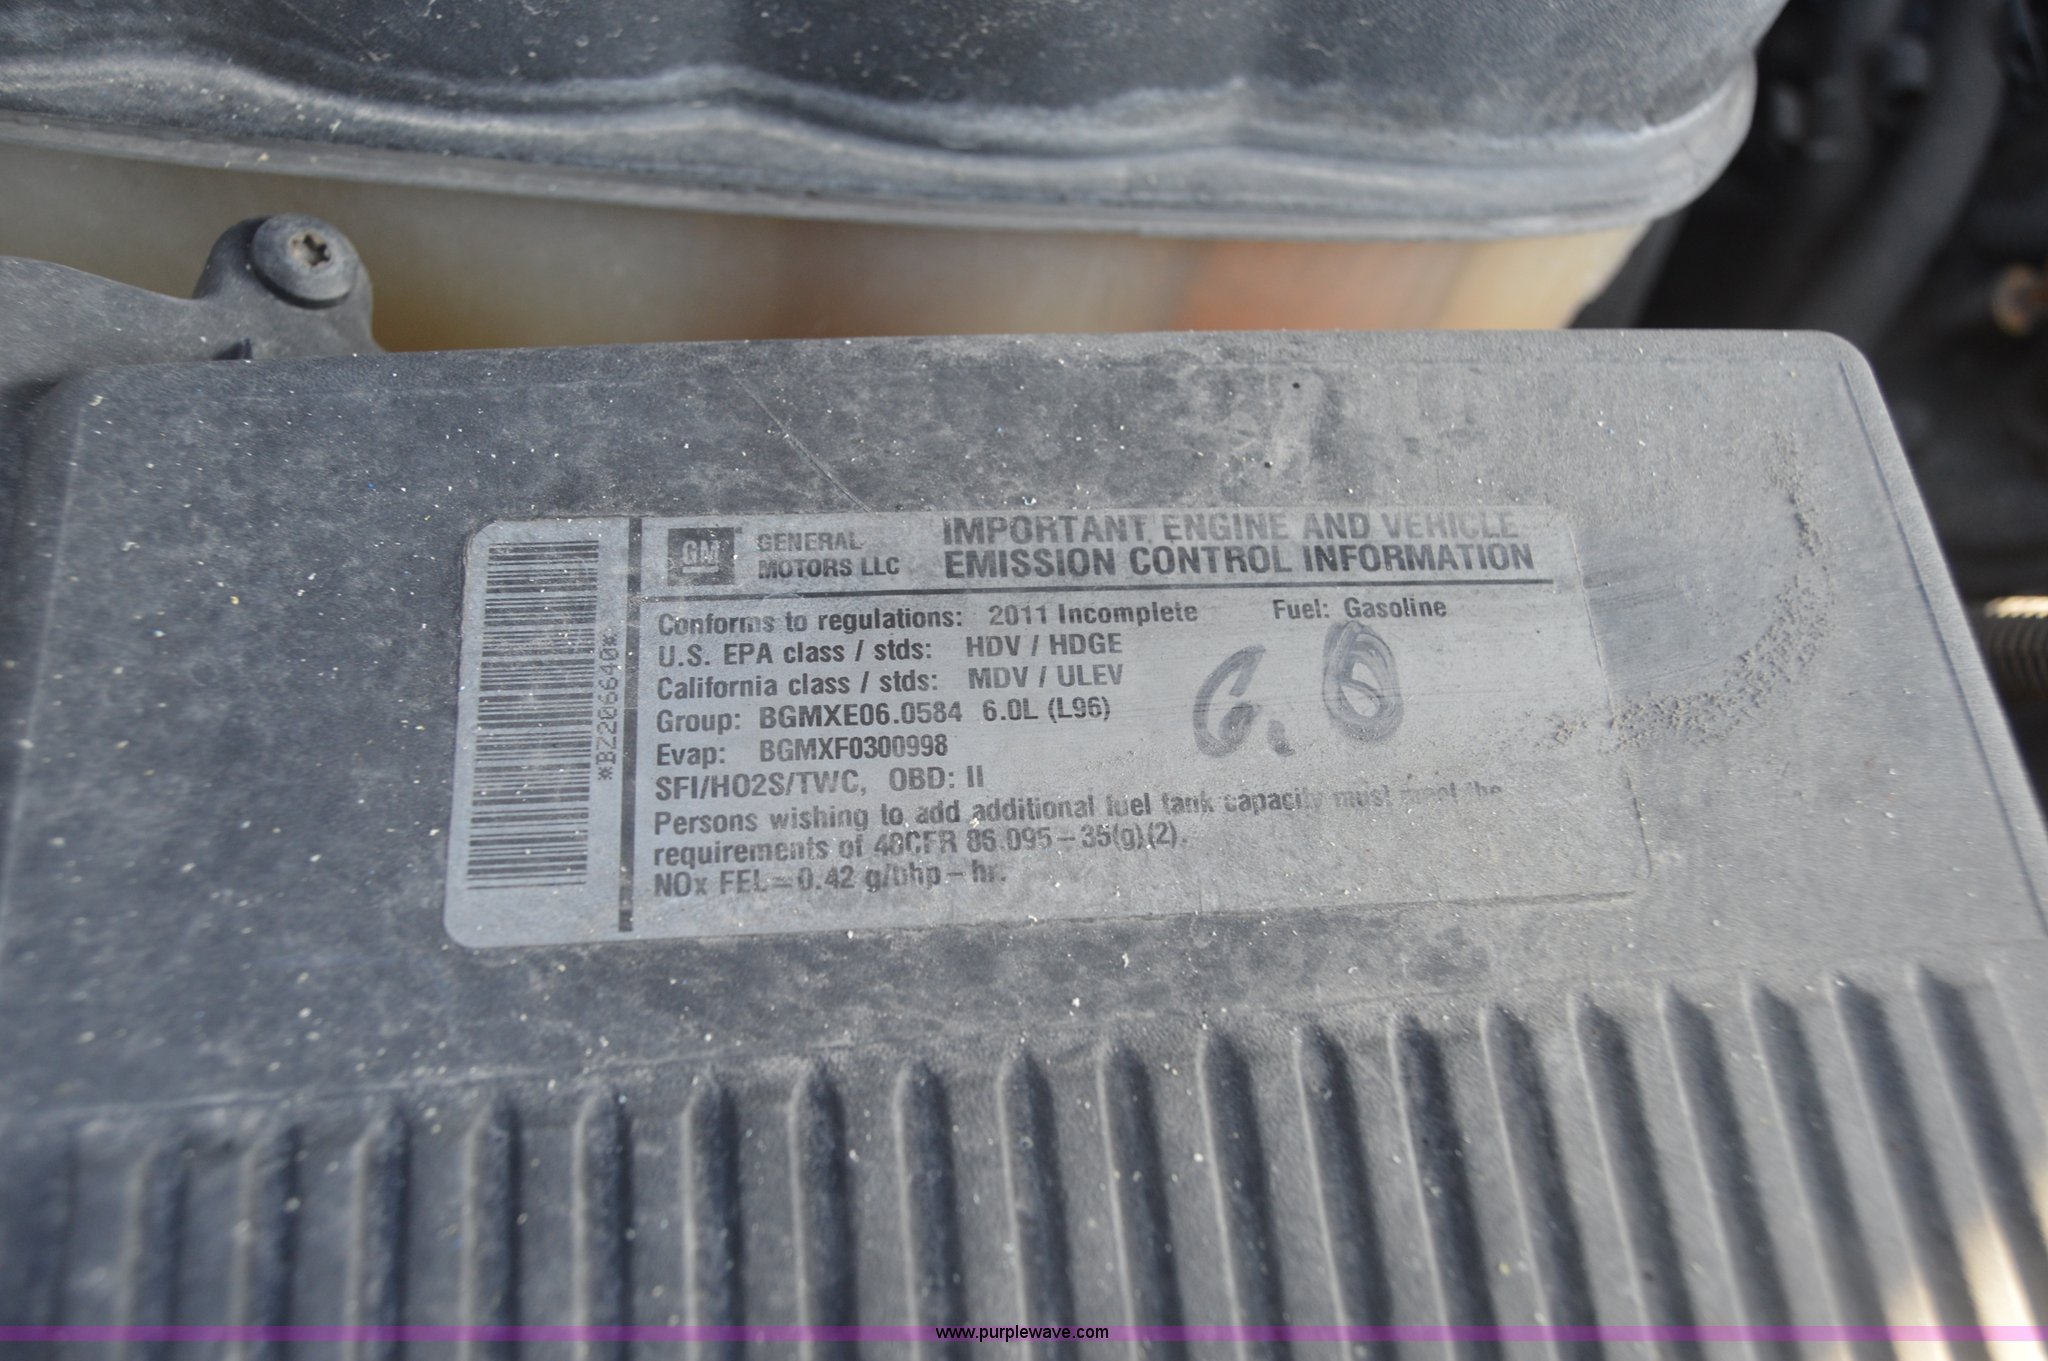 *BZ2206640*
GM
GENERAL
MOTORS LLC
IMPORTANT ENGINE AND VEHICLE
EMISSION CONTROL INFORMATION
Conforms to regulations: 2011 Incomplete Fuel: Gasoline
U.S. EPA class / stds: HDV / HDGE
California class / stds: MDV / ULEV
Group: BGMXE06.0584 6.0L (L96)
Evap: BGMXF0300998
SFI/HO2S/TWC, OBD: II
Persons wishing to add additional fuel tank capacity must meet the
requirements of 40CFR 86.095-35(g)(2).
NOx FEL=0.42 g/bhp-hr.
6.0
www.purplewave.com